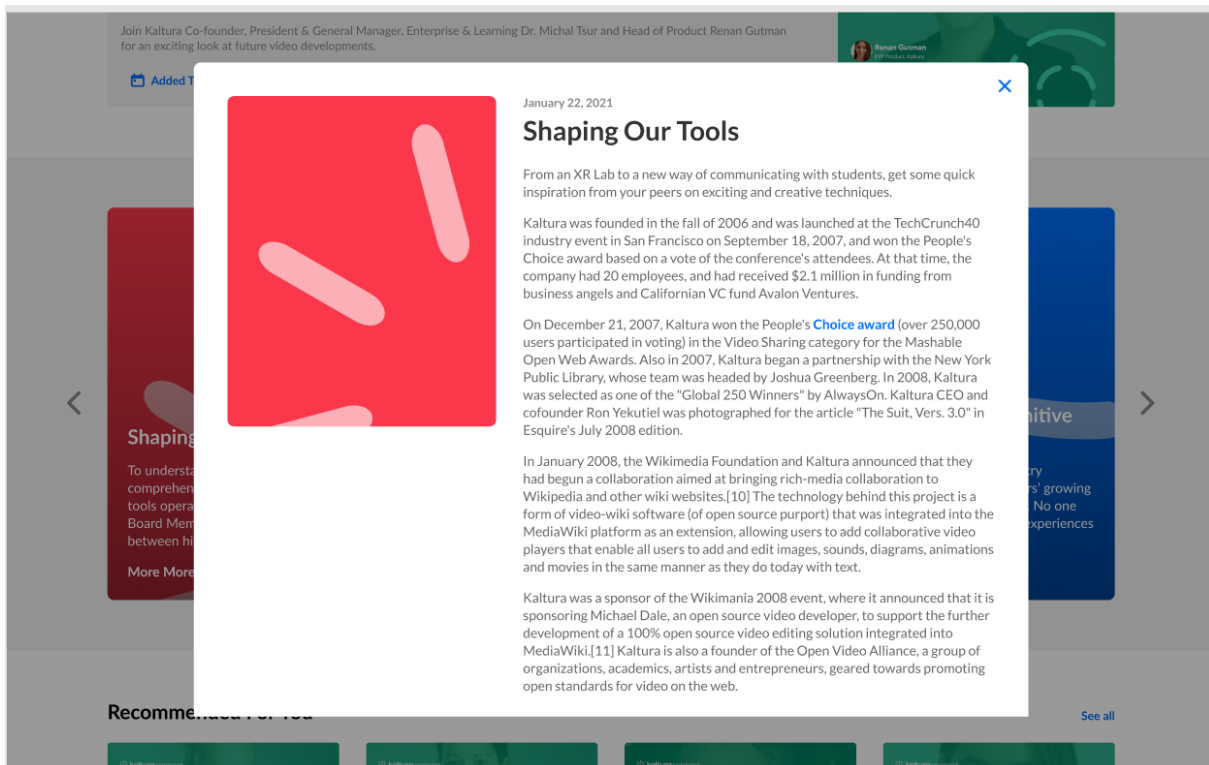 Join Kaltura Co-founder, President & General Manager, Enterprise & Learning Dr. Michal Tsur and Head of Product Renan Gutman
for an exciting look at future video developments.
Renan Gutman
EVP Product, Kaltura
Added T
January 22, 2021
Shaping Our Tools
From an XR Lab to a new way of communicating with students, get some quick
inspiration from your peers on exciting and creative techniques.
Kaltura was founded in the fall of 2006 and was launched at the TechCrunch40
industry event in San Francisco on September 18, 2007, and won the People's
Choice award based on a vote of the conference's attendees. At that time, the
company had 20 employees, and had received $2.1 million in funding from
business angels and Californian VC fund Avalon Ventures.
On December 21, 2007, Kaltura won the People's Choice award (over 250,000
users participated in voting) in the Video Sharing category for the Mashable
Open Web Awards. Also in 2007, Kaltura began a partnership with the New York
Public Library, whose team was headed by Joshua Greenberg. In 2008, Kaltura
was selected as one of the "Global 250 Winners" by AlwaysOn. Kaltura CEO and
cofounder Ron Yekutiel was photographed for the article "The Suit, Vers. 3.0" in
Esquire's July 2008 edition.
In January 2008, the Wikimedia Foundation and Kaltura announced that they
had begun a collaboration aimed at bringing rich-media collaboration to
Wikipedia and other wiki websites.[10] The technology behind this project is a
form of video-wiki software (of open source purport) that was integrated into the
MediaWiki platform as an extension, allowing users to add collaborative video
players that enable all users to add and edit images, sounds, diagrams, animations
and movies in the same manner as they do today with text.
Kaltura was a sponsor of the Wikimania 2008 event, where it announced that it is
sponsoring Michael Dale, an open source video developer, to support the further
development of a 100% open source video editing solution integrated into
MediaWiki.[11] Kaltura is also a founder of the Open Video Alliance, a group of
organizations, academics, artists and entrepreneurs, geared towards promoting
open standards for video on the web.
Shaping
To understa
comprehen
tools opera
Board Mem
between hi
More More
nitive
ry
rs' growing
No one
experiences
Recommended For You
See all